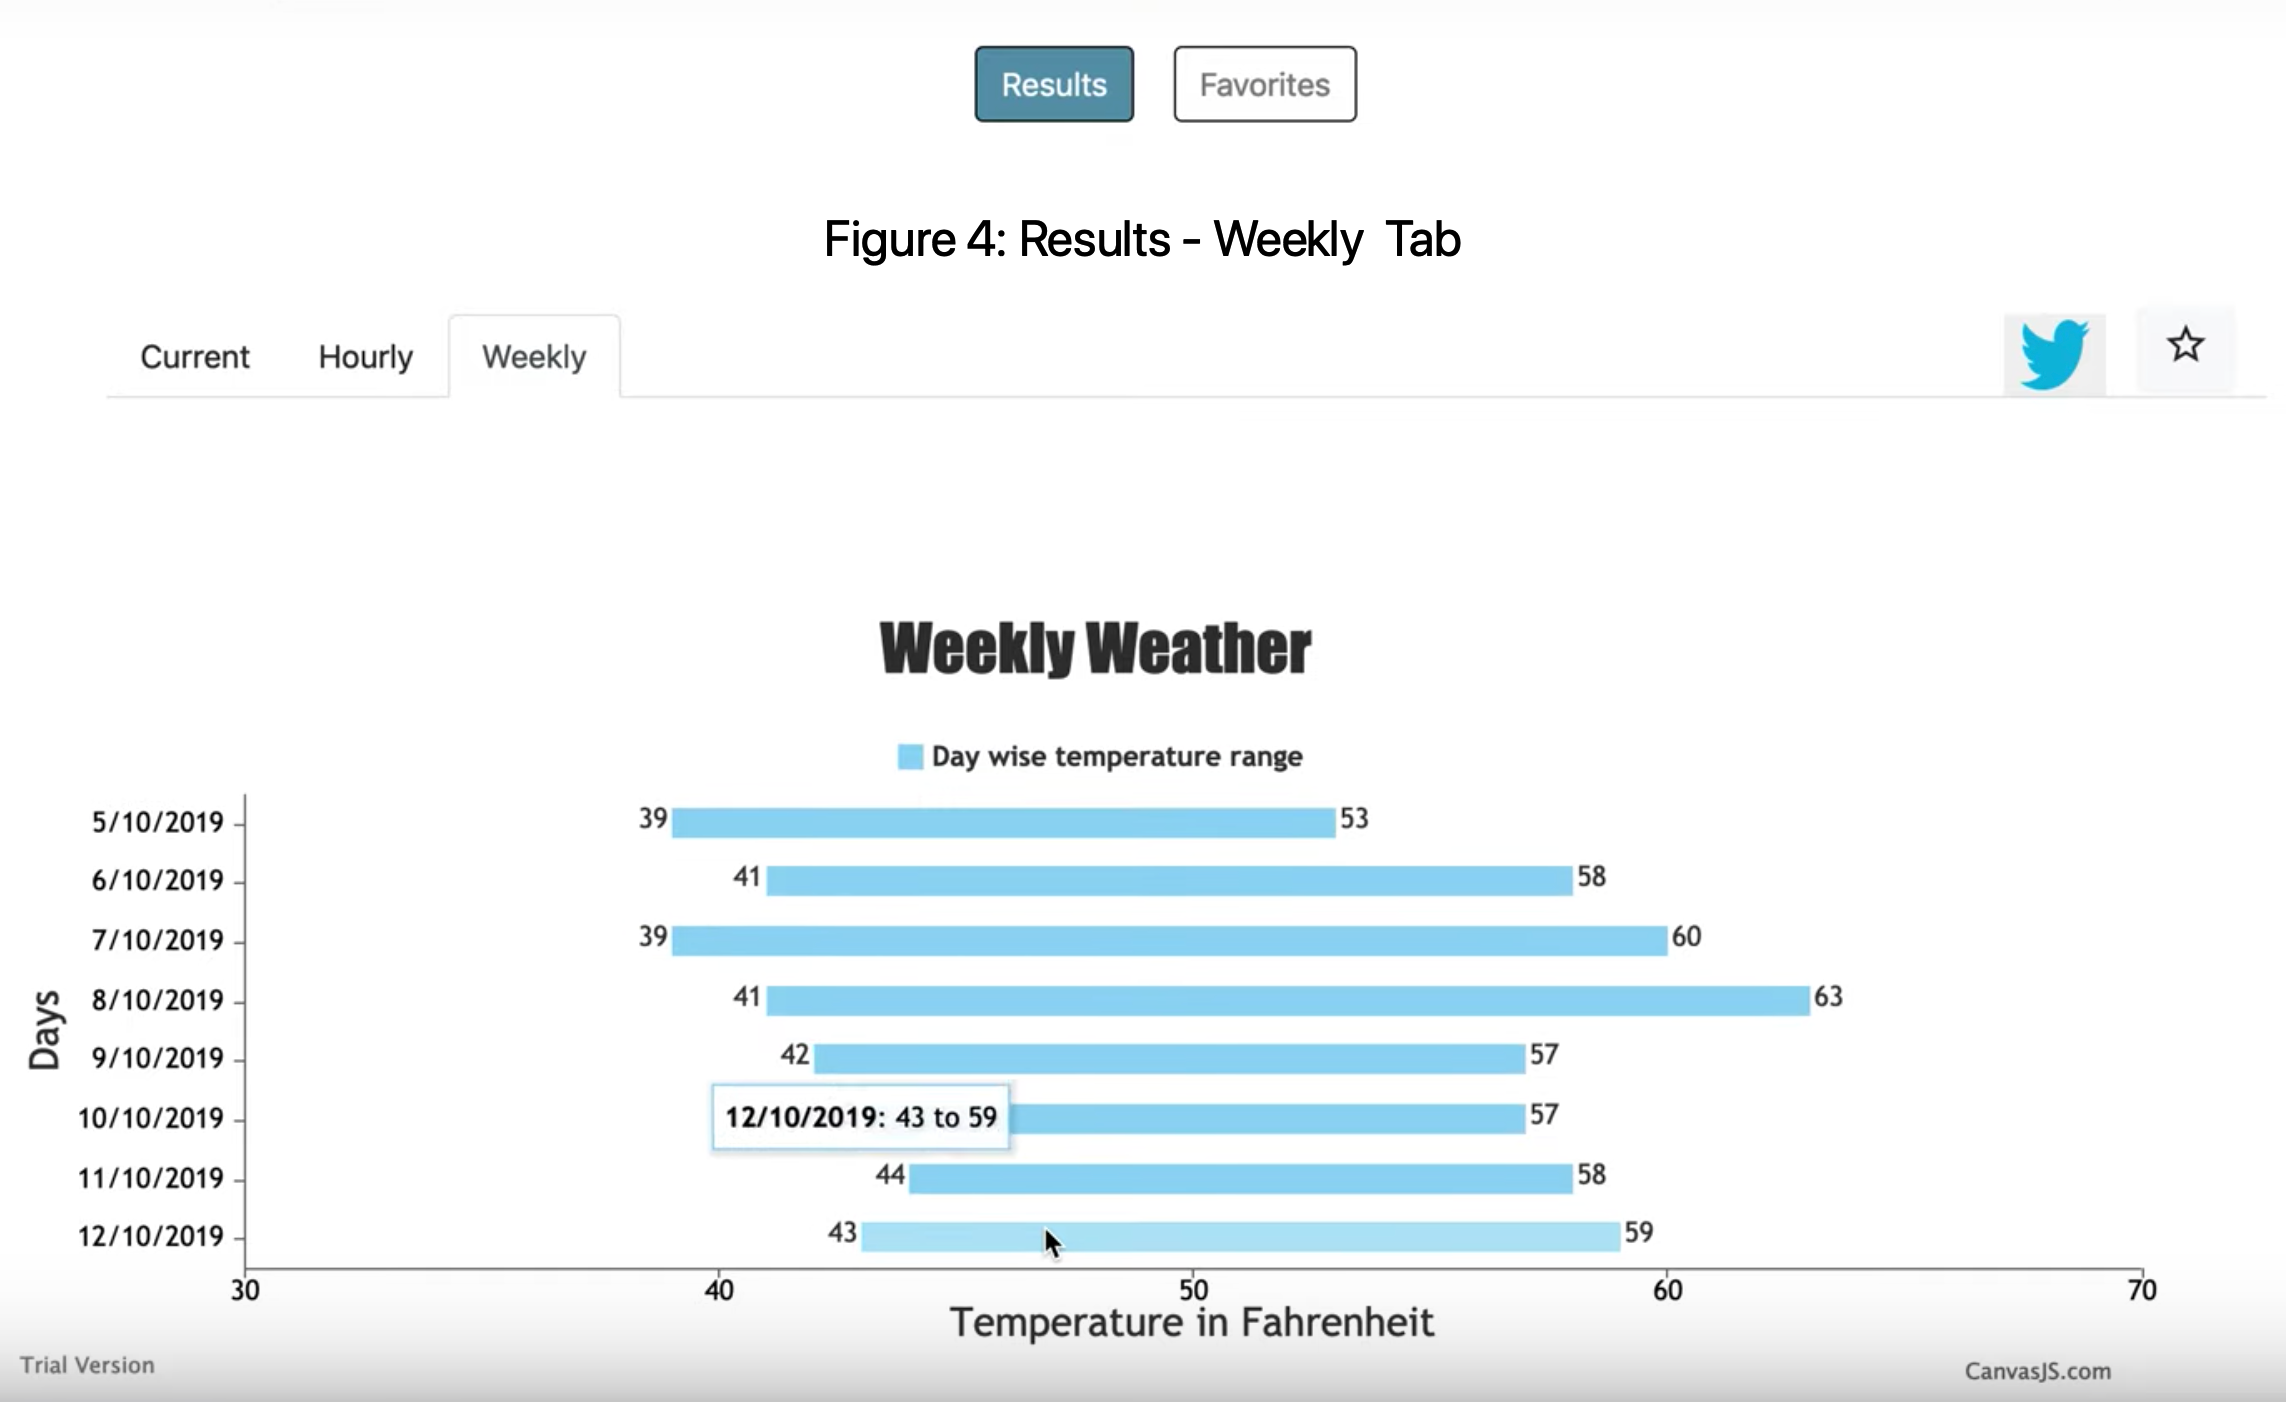 Results Favorites
Figure 4: Results - Weekly Tab
Current Hourly Weekly
Weekly Weather
Day wise temperature range
5/10/2019 39 53
6/10/2019 41 58
7/10/2019 39 60
8/10/2019 41 63
9/10/2019 42 57
10/10/2019 12/10/2019: 43 to 59 57
11/10/2019 44 58
12/10/2019 43 59
Days
30 40 50 60 70
Temperature in Fahrenheit
Trial Version CanvasJS.com